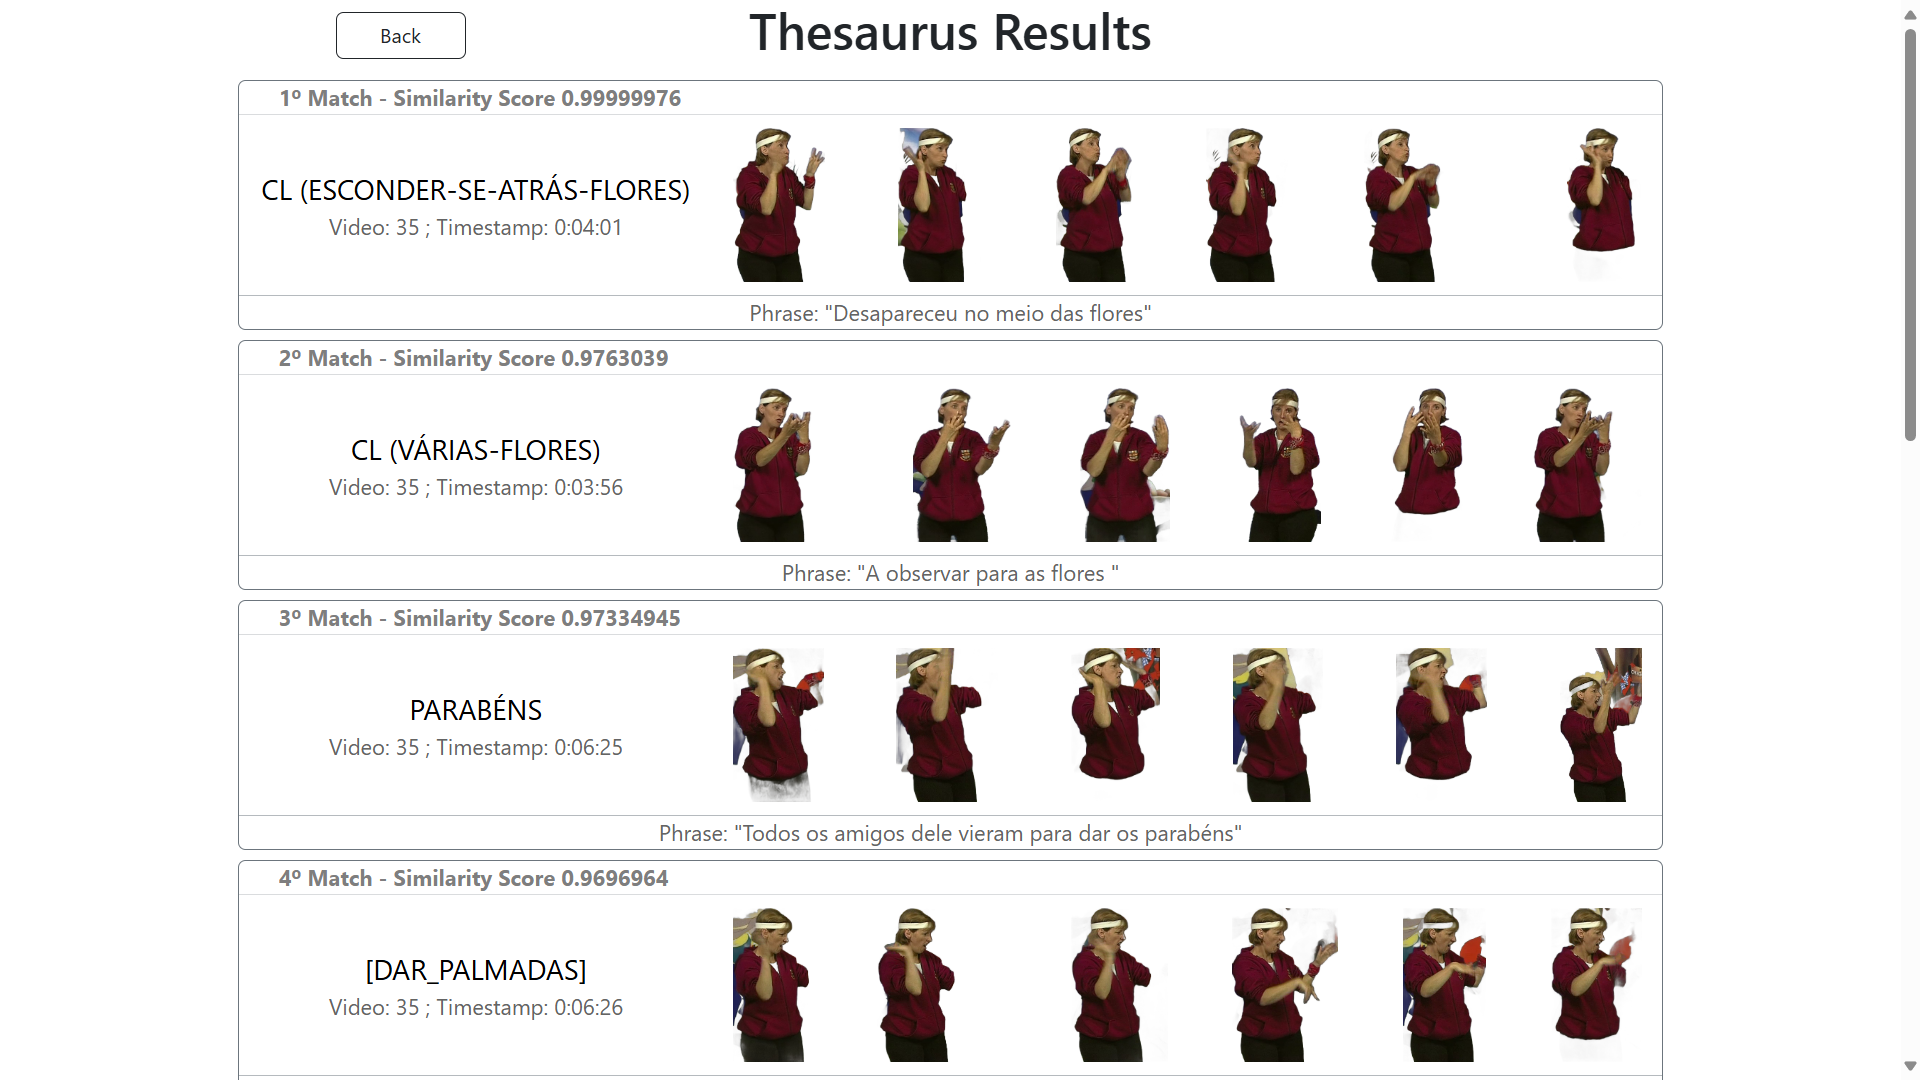 Back
Thesaurus Results
1º Match - Similarity Score 0.99999976
CL (ESCONDER-SE-ATRÁS-FLORES)
Video: 35 ; Timestamp: 0:04:01
Phrase: "Desapareceu no meio das flores"
2º Match - Similarity Score 0.9763039
CL (VÁRIAS-FLORES)
Video: 35 ; Timestamp: 0:03:56
Phrase: "A observar para as flores "
3º Match - Similarity Score 0.97334945
PARABÉNS
Video: 35 ; Timestamp: 0:06:25
Phrase: "Todos os amigos dele vieram para dar os parabéns"
4º Match - Similarity Score 0.9696964
[DAR_PALMADAS]
Video: 35 ; Timestamp: 0:06:26